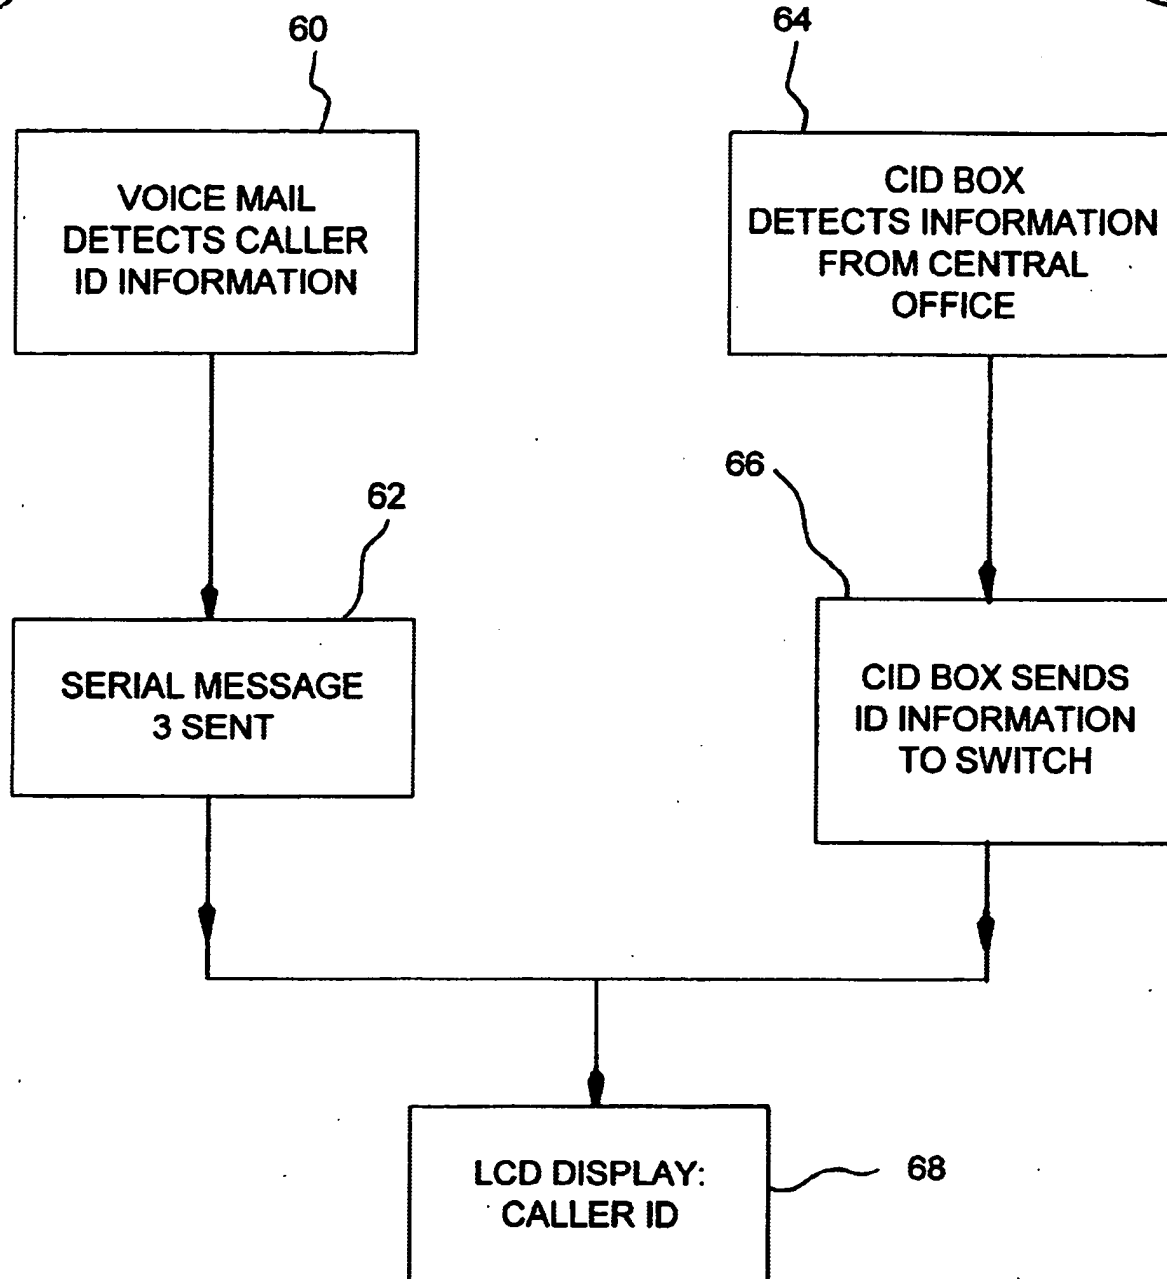 60
VOICE MAIL
DETECTS CALLER
ID INFORMATION
64
CID BOX
DETECTS INFORMATION
FROM CENTRAL
OFFICE
62
SERIAL MESSAGE
3 SENT
66
CID BOX SENDS
ID INFORMATION
TO SWITCH
LCD DISPLAY:
CALLER ID
68